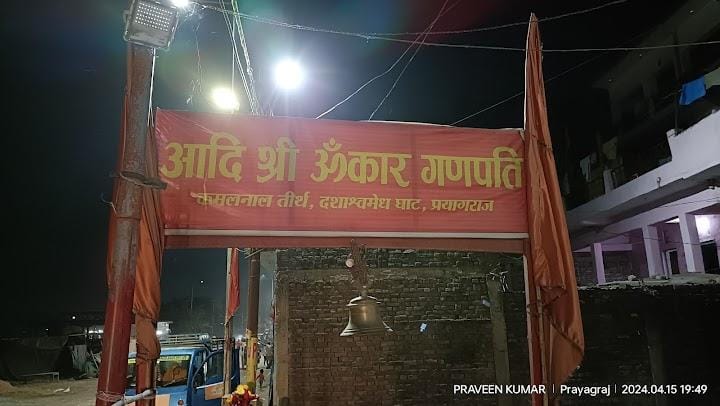 आदि श्री ॐकार गणपति
कमलनाल तीर्थ, दशाश्वमेध घाट, प्रयागराज
PRAVEEN KUMAR | Prayagraj | 2024.04.15 19:49